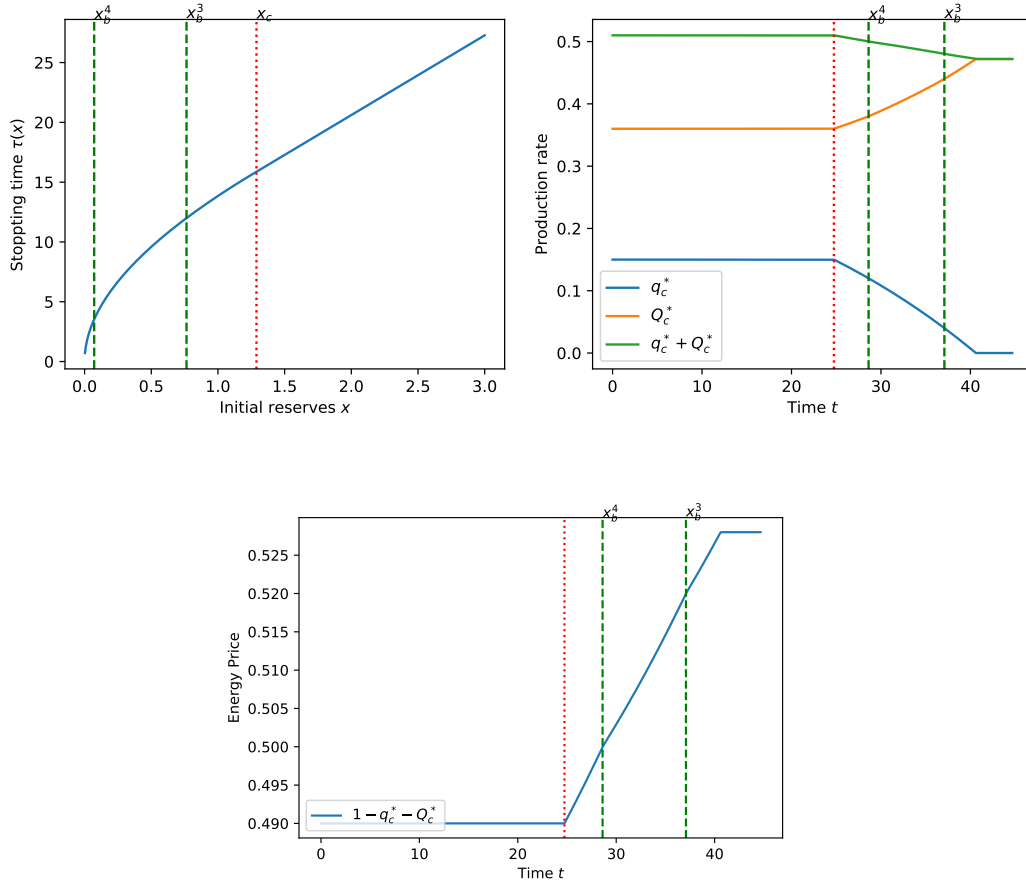 x_b^4 x_b^3 x_c
Stoppting time τ(x)
25
20
15
10
5
0
0.0 0.5 1.0 1.5 2.0 2.5 3.0
Initial reserves x
x_b^4 x_b^3
Production rate
0.5
0.4
0.3
0.2
0.1
0.0
q_c^*
Q_c^*
q_c^* + Q_c^*
0 10 20 30 40
Time t
x_b^4 x_b^3
Energy Price
0.525
0.520
0.515
0.510
0.505
0.500
0.495
0.490
1 − q_c^* − Q_c^*
0 10 20 30 40
Time t